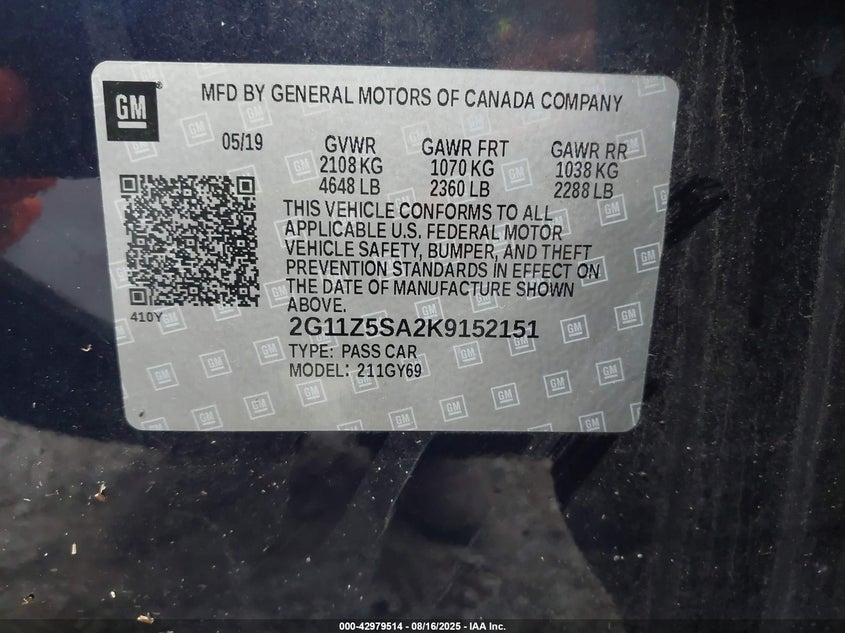 GM
MFD BY GENERAL MOTORS OF CANADA COMPANY
05/19
GVWR
2108 KG
4648 LB
GAWR FRT
1070 KG
2360 LB
GAWR RR
1038 KG
2288 LB
THIS VEHICLE CONFORMS TO ALL
APPLICABLE U.S. FEDERAL MOTOR
VEHICLE SAFETY, BUMPER, AND THEFT
PREVENTION STANDARDS IN EFFECT ON
THE DATE OF MANUFACTURE SHOWN
ABOVE.
410Y
2G11Z5SA2K9152151
TYPE: PASS CAR
MODEL: 211GY69
000-42979514 - 08/16/2025 - IAA Inc.